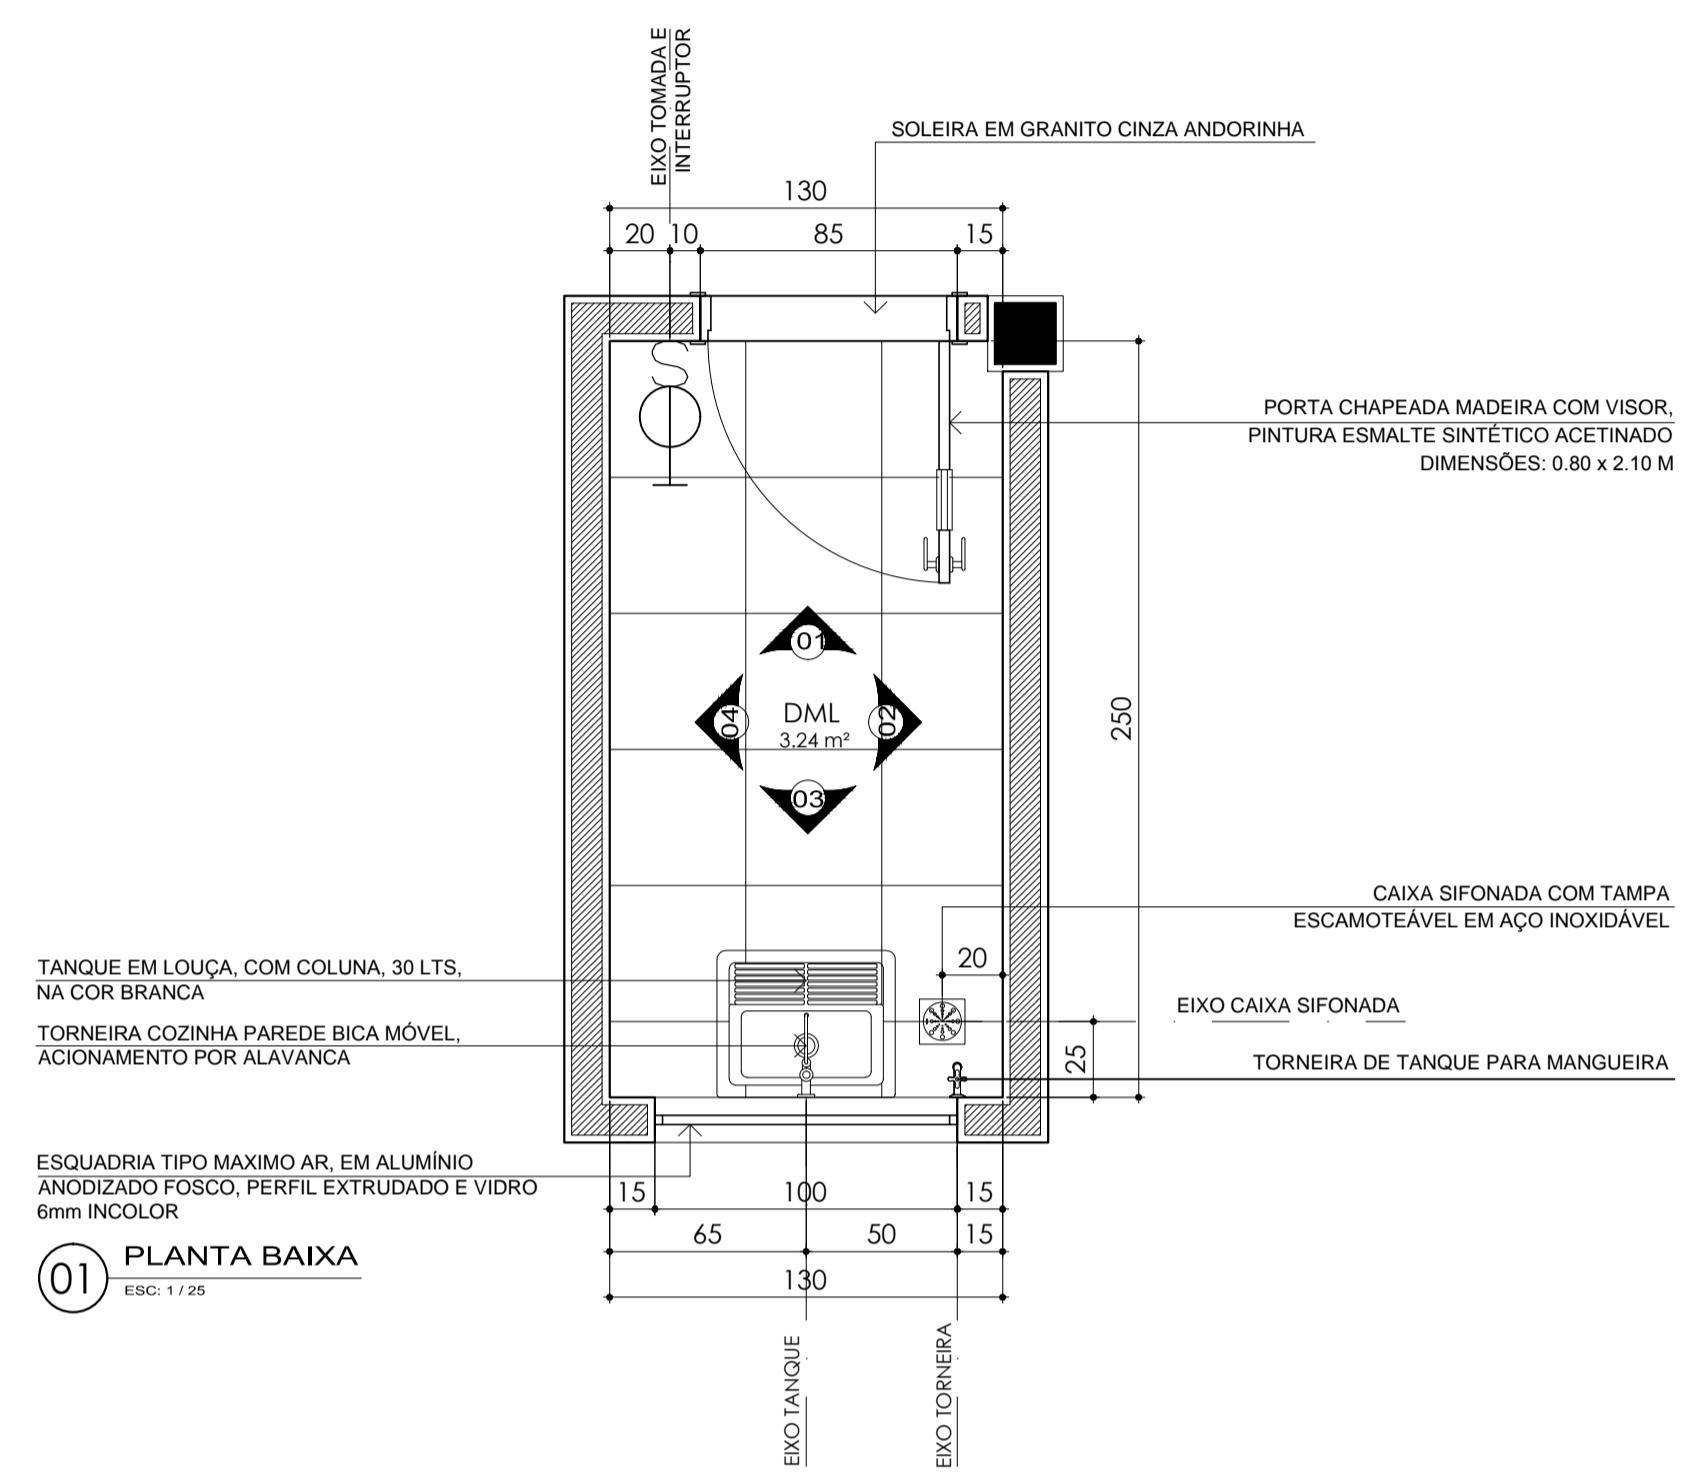 EIXO TOMADA E
INTERRUPTOR
SOLEIRA EM GRANITO CINZA ANDORINHA
130
20 10 85 15
S
PORTA CHAPEADA MADEIRA COM VISOR,
PINTURA ESMALTE SINTÉTICO ACETINADO
DIMENSÕES: 0.80 x 2.10 M
01
04
DML
3.24 m²
02
03
250
CAIXA SIFONADA COM TAMPA
ESCAMOTEÁVEL EM AÇO INOXIDÁVEL
20
TANQUE EM LOUÇA, COM COLUNA, 30 LTS,
NA COR BRANCA
EIXO CAIXA SIFONADA
TORNEIRA COZINHA PAREDE BICA MÓVEL,
ACIONAMENTO POR ALAVANCA
25
TORNEIRA DE TANQUE PARA MANGUEIRA
ESQUADRIA TIPO MAXIMO AR, EM ALUMÍNIO
ANODIZADO FOSCO, PERFIL EXTRUDADO E VIDRO
6mm INCOLOR
15 100 15
65 50 15
130
01
PLANTA BAIXA
ESC: 1 / 25
EIXO TANQUE
EIXO TORNEIRA